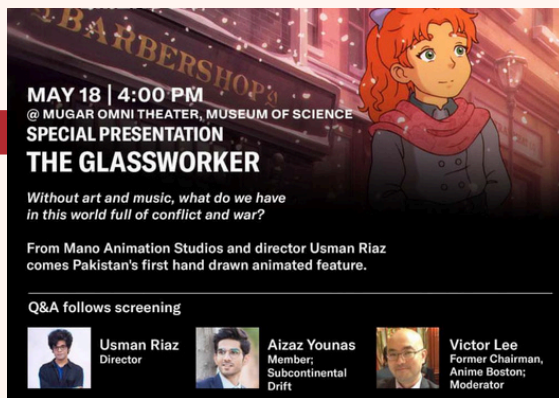 BARBERSHOP
MAY 18 | 4:00 PM
@ MUGAR OMNI THEATER, MUSEUM OF SCIENCE
SPECIAL PRESENTATION
THE GLASSWORKER
Without art and music, what do we have
in this world full of conflict and war?
From Mano Animation Studios and director Usman Riaz
comes Pakistan's first hand drawn animated feature.
Q&A follows screening
Usman Riaz
Director
Aizaz Younas
Member;
Subcontinental
Drift
Victor Lee
Former Chairman,
Anime Boston;
Moderator